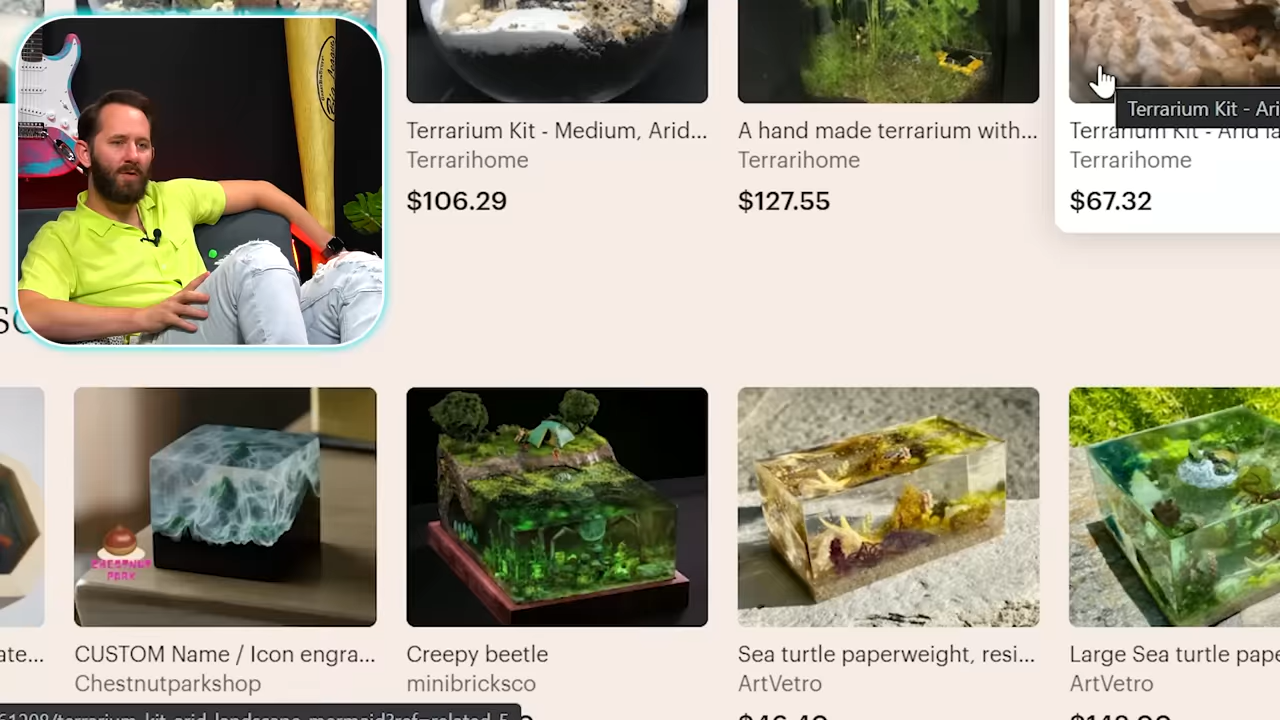 Terrarium Kit - Medium, Arid...
Terrarihome
$106.29
A hand made terrarium with...
Terrarihome
$127.55
Terrarium Kit - Ari
Terrarihome
$67.32
CHESTNUT
PARK
CUSTOM Name / Icon engra...
Chestnutparkshop
Creepy beetle
minibricksco
Sea turtle paperweight, resi...
ArtVetro
Large Sea turtle pape
ArtVetro